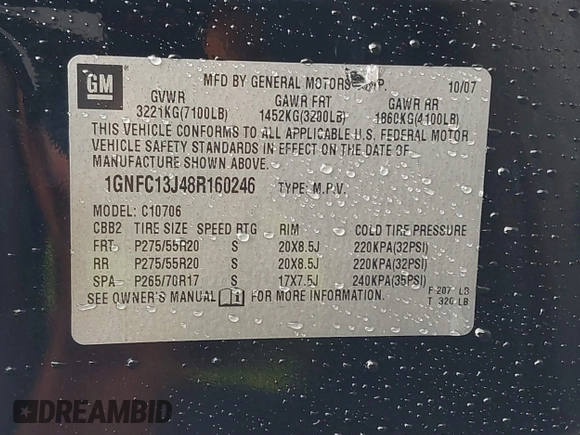 GM
MFD BY GENERAL MOTORS CORP. 10/07
GVWR GAWR FRT GAWR RR
3221KG(7100LB) 1452KG(3200LB) 1860KG(4100LB)
THIS VEHICLE CONFORMS TO ALL APPLICABLE U.S. FEDERAL MOTOR
VEHICLE SAFETY STANDARDS IN EFFECT ON THE DATE OF
MANUFACTURE SHOWN ABOVE.
1GNFC13J48R160246 TYPE: M.P.V.
MODEL: C10706
CBB2 TIRE SIZE SPEED RTG RIM COLD TIRE PRESSURE
FRT P275/55R20 S 20X8.5J 220KPA(32PSI)
RR P275/55R20 S 20X8.5J 220KPA(32PSI)
SPA P265/70R17 S 17X7.5J 240KPA(35PSI)
SEE OWNER'S MANUAL FOR MORE INFORMATION. F 207 LB
T 320 LB
DREAMBID